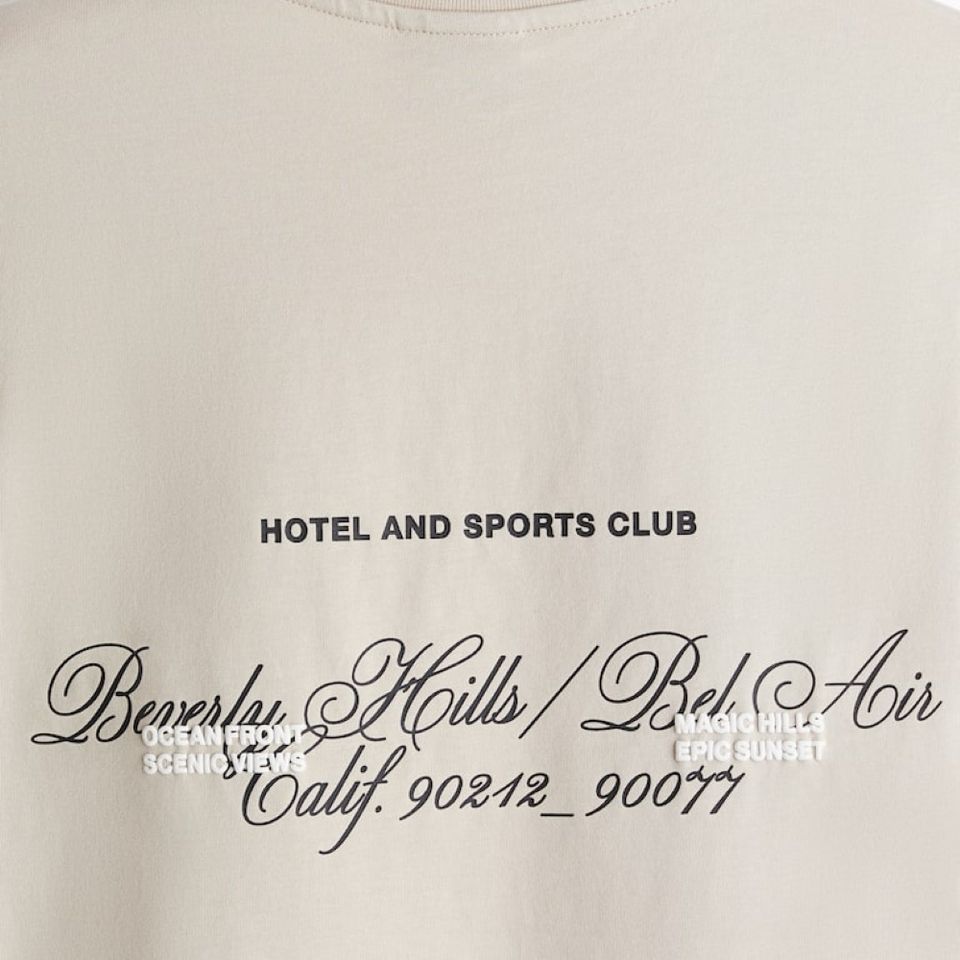 HOTEL AND SPORTS CLUB
Beverly Hills / Bel Air
OCEAN FRONT
SCENIC VIEWS
MAGIC HILLS
EPIC SUNSET
Calif. 90212_90077